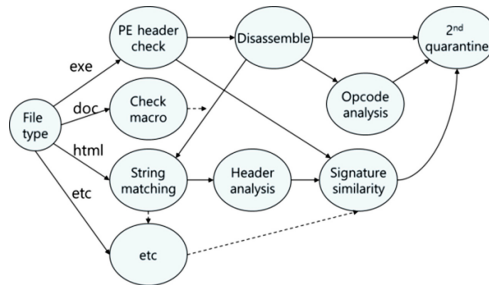 PE header
check
Disassemble
2nd
quarantine
exe
doc
Check
macro
Opcode
analysis
File
type
html
String
matching
Header
analysis
Signature
similarity
etc
etc